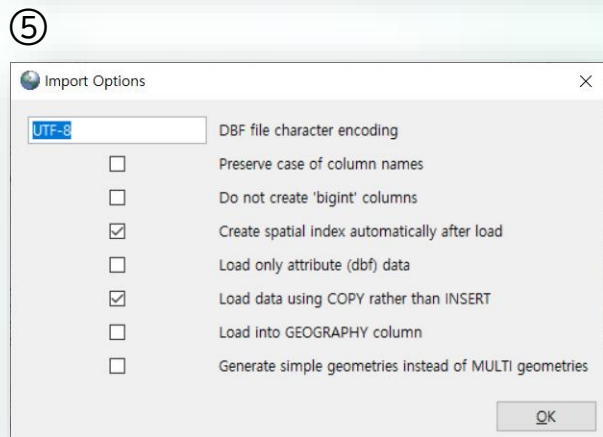 ⑤
Import Options
UTF-8 DBF file character encoding
Preserve case of column names
Do not create 'bigint' columns
Create spatial index automatically after load
Load only attribute (dbf) data
Load data using COPY rather than INSERT
Load into GEOGRAPHY column
Generate simple geometries instead of MULTI geometries
OK